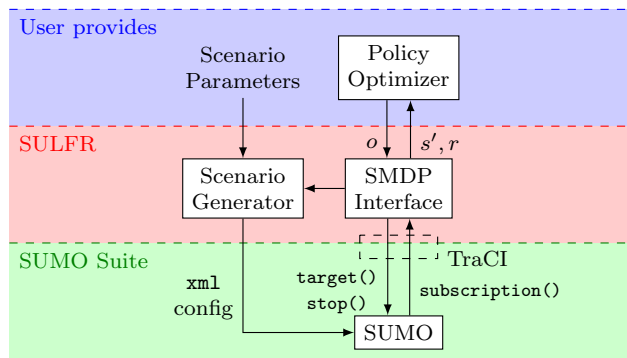 User provides
Scenario
Parameters
Policy
Optimizer
SULFR
o
s′, r
Scenario
Generator
SMDP
Interface
SUMO Suite
TraCI
xml
config
target()
stop()
subscription()
SUMO